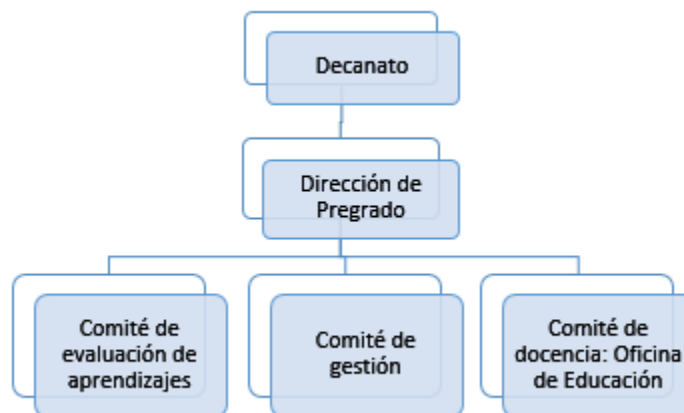 Decanato
Dirección de
Pregrado
Comité de
evaluación de
aprendizajes
Comité de
gestión
Comité de
docencia: Oficina
de Educación